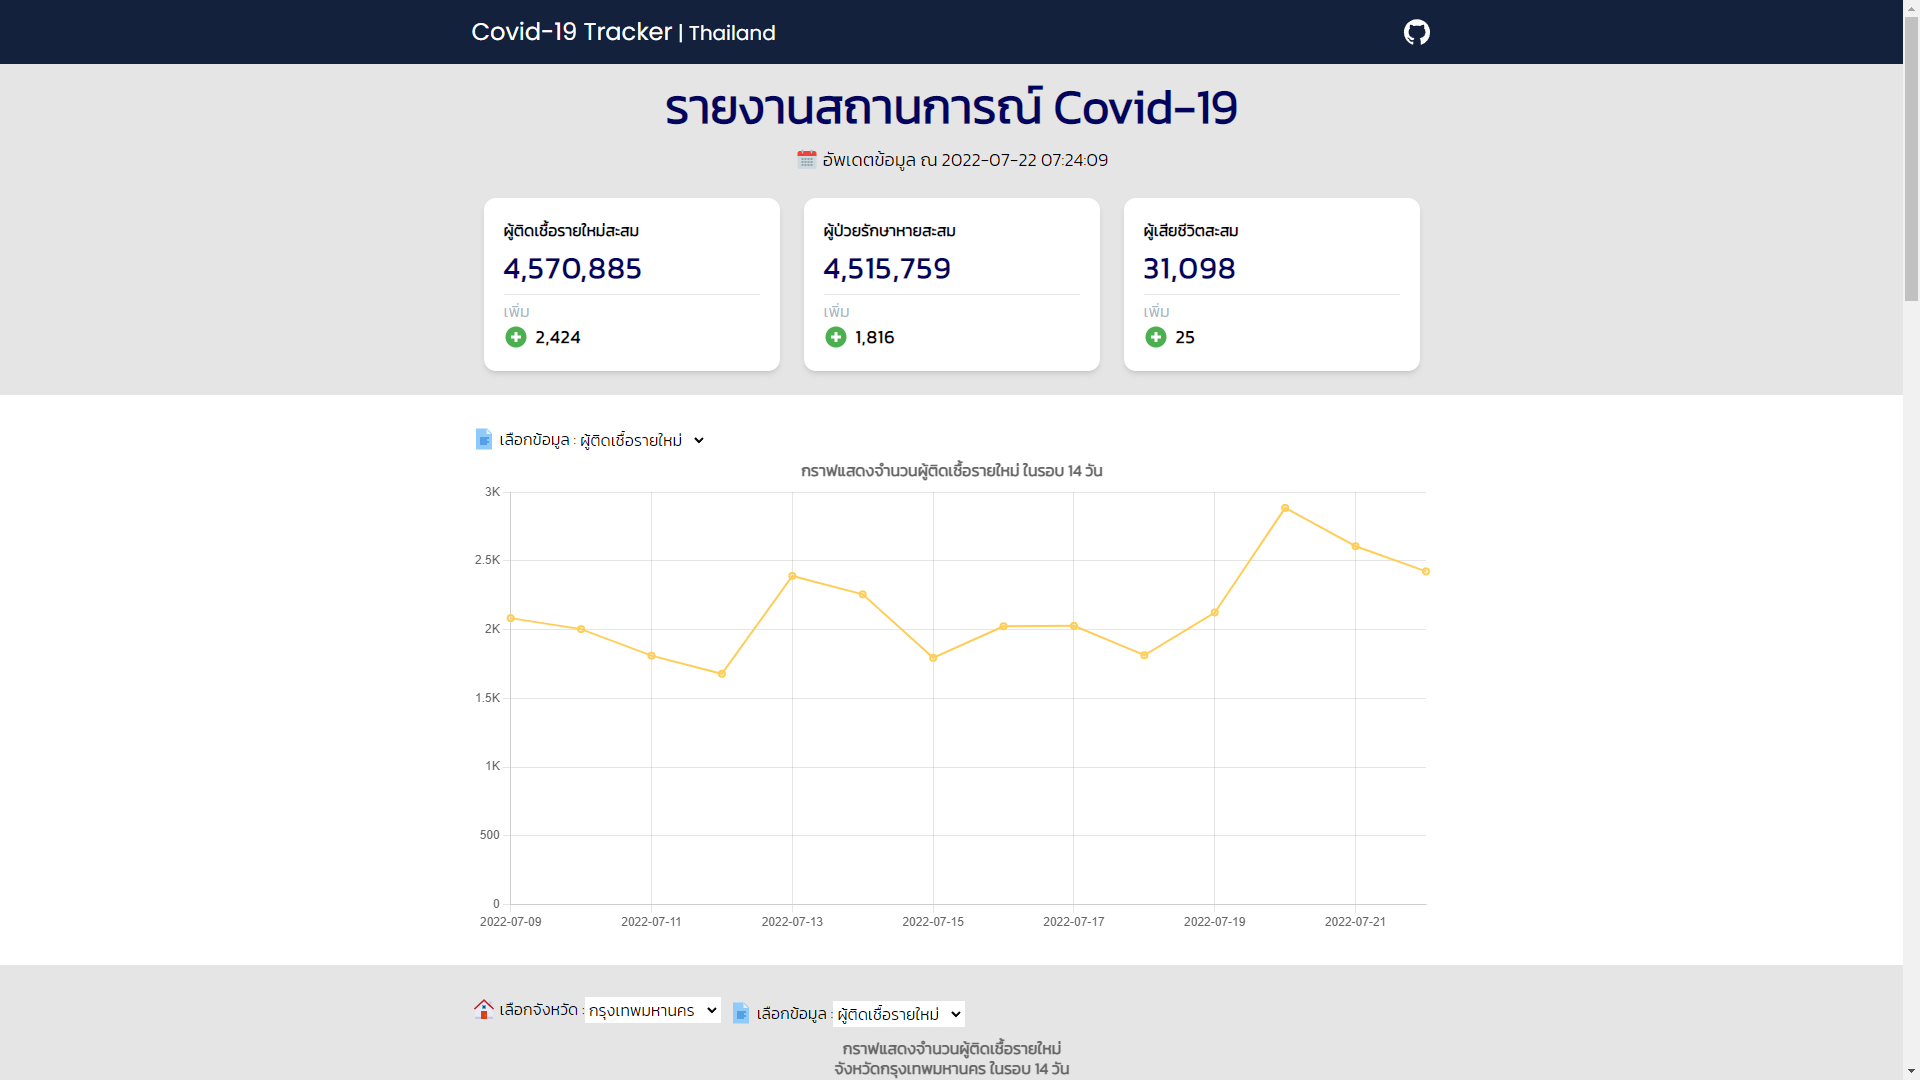 Covid-19 Tracker | Thailand
รายงานสถานการณ์ Covid-19
อัพเดตข้อมูล ณ 2022-07-22 07:24:09
ผู้ติดเชื้อรายใหม่สะสม
4,570,885
เพิ่ม
2,424
ผู้ป่วยรักษาหายสะสม
4,515,759
เพิ่ม
1,816
ผู้เสียชีวิตสะสม
31,098
เพิ่ม
25
เลือกข้อมูล : ผู้ติดเชื้อรายใหม่
กราฟแสดงจำนวนผู้ติดเชื้อรายใหม่ ในรอบ 14 วัน
3K
2.5K
2K
1.5K
1K
500
0
2022-07-09 2022-07-11 2022-07-13 2022-07-15 2022-07-17 2022-07-19 2022-07-21
เลือกจังหวัด : กรุงเทพมหานคร เลือกข้อมูล : ผู้ติดเชื้อรายใหม่
กราฟแสดงจำนวนผู้ติดเชื้อรายใหม่
จังหวัดกรุงเทพมหานคร ในรอบ 14 วัน